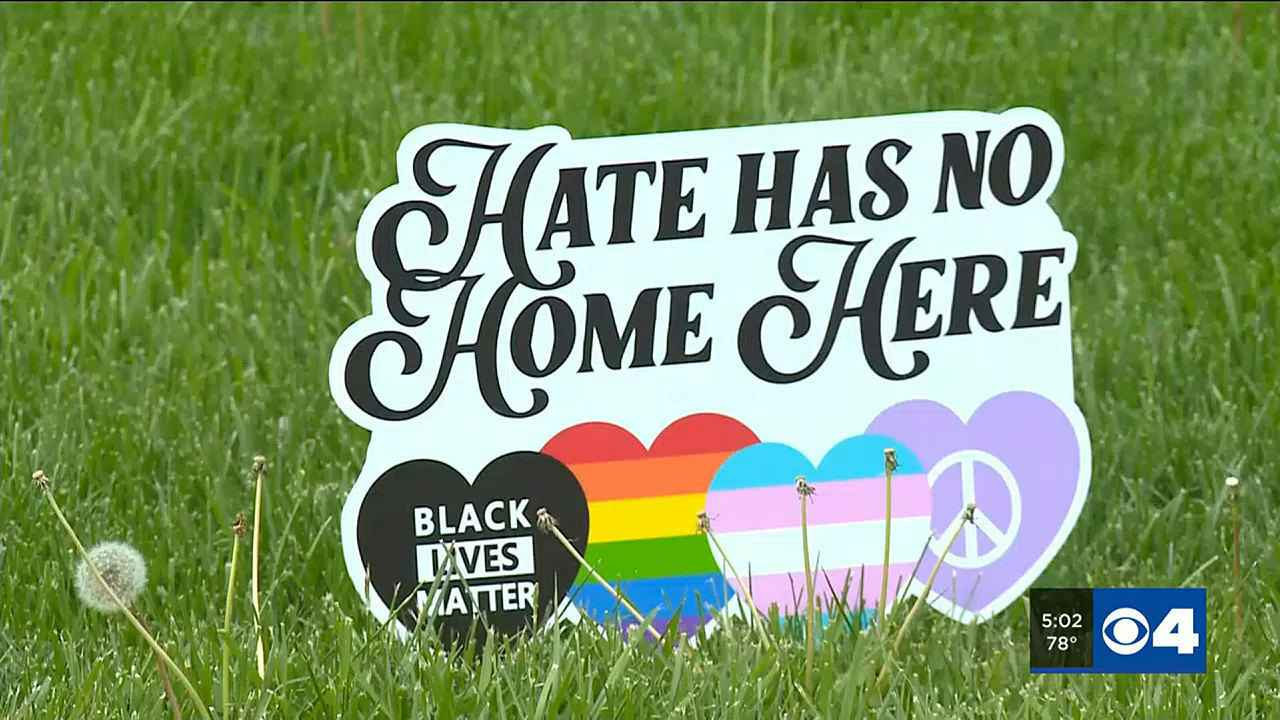 Hate has no
Home Here
BLACK
LIVES
MATTER
5:02
78°
4